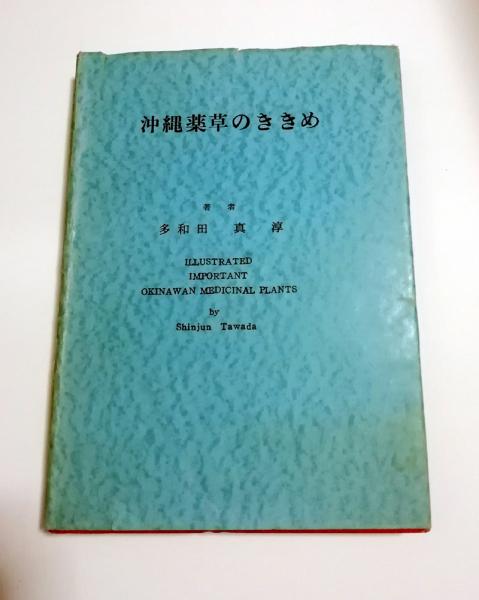 沖縄薬草のききめ
著者
多和田 真 淳
ILLUSTRATED
IMPORTANT
OKINAWAN MEDICINAL PLANTS
by
Shinjun Tawada